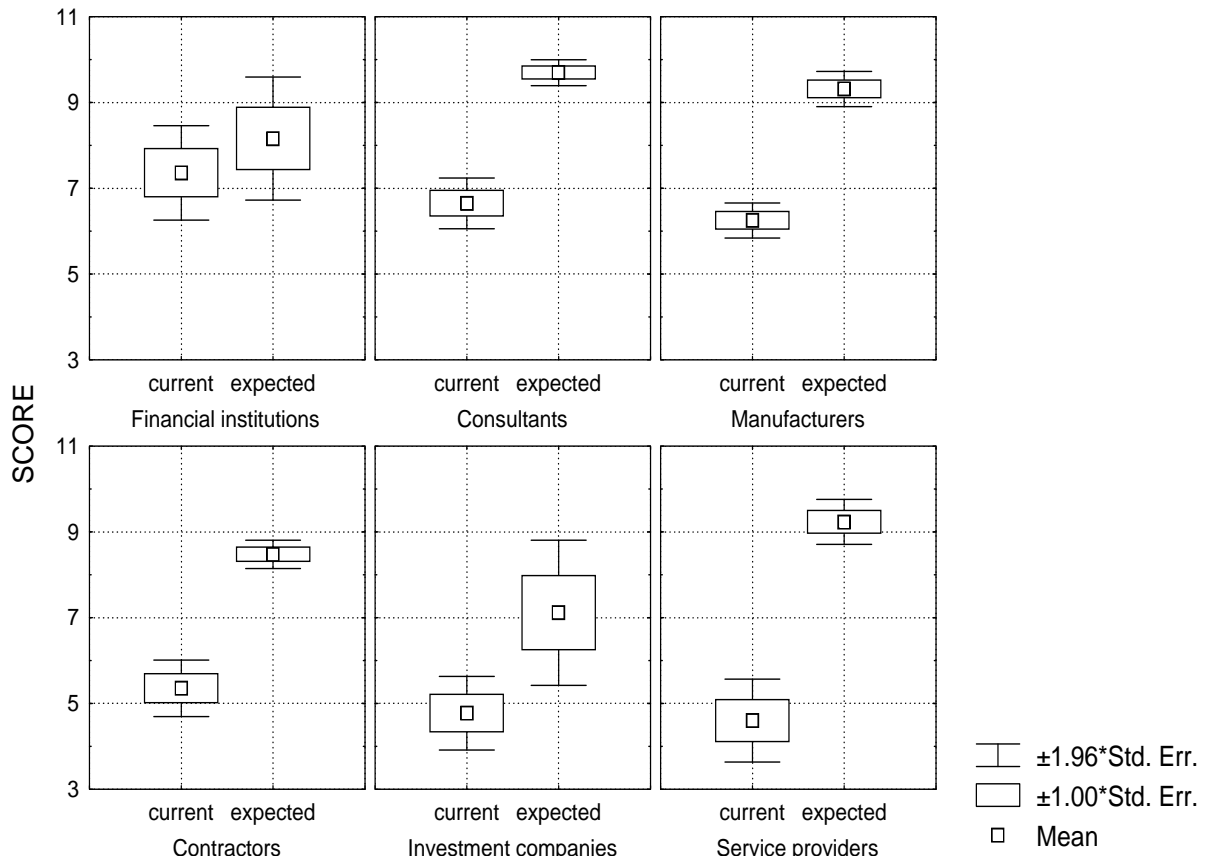 11
9
7
5
3
current expected current expected current expected
Financial institutions Consultants Manufacturers
SCORE
11
9
7
5
3
current expected current expected current expected
Contractors Investment companies Service providers
±1.96*Std. Err.
±1.00*Std. Err.
Mean